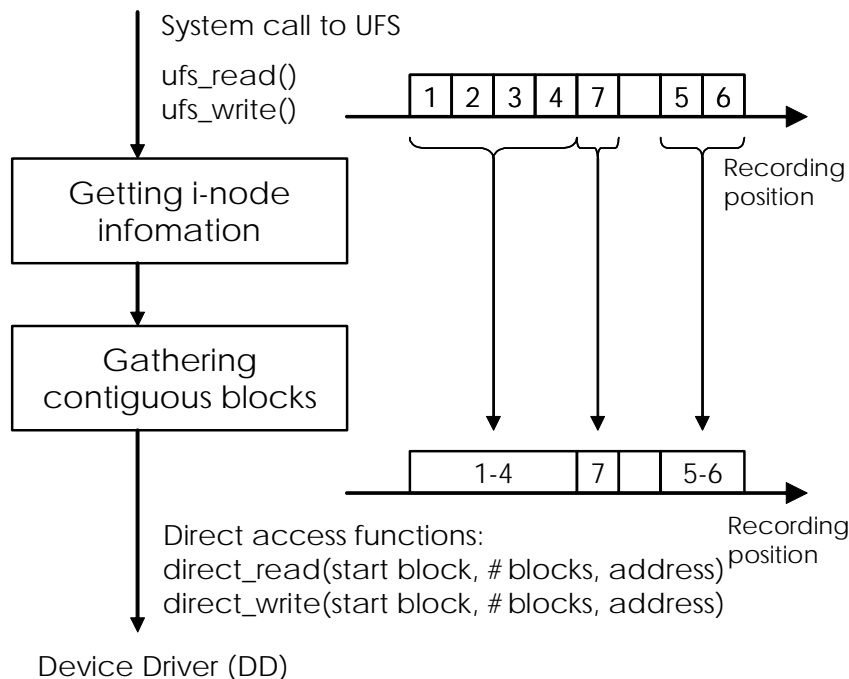 System call to UFS
ufs_read()
ufs_write()
1 2 3 4 7 5 6
Recording
position
Getting i-node
infomation
Gathering
contiguous blocks
1-4 7 5-6
Recording
position
Direct access functions:
direct_read(start block, # blocks, address)
direct_write(start block, # blocks, address)
Device Driver (DD)